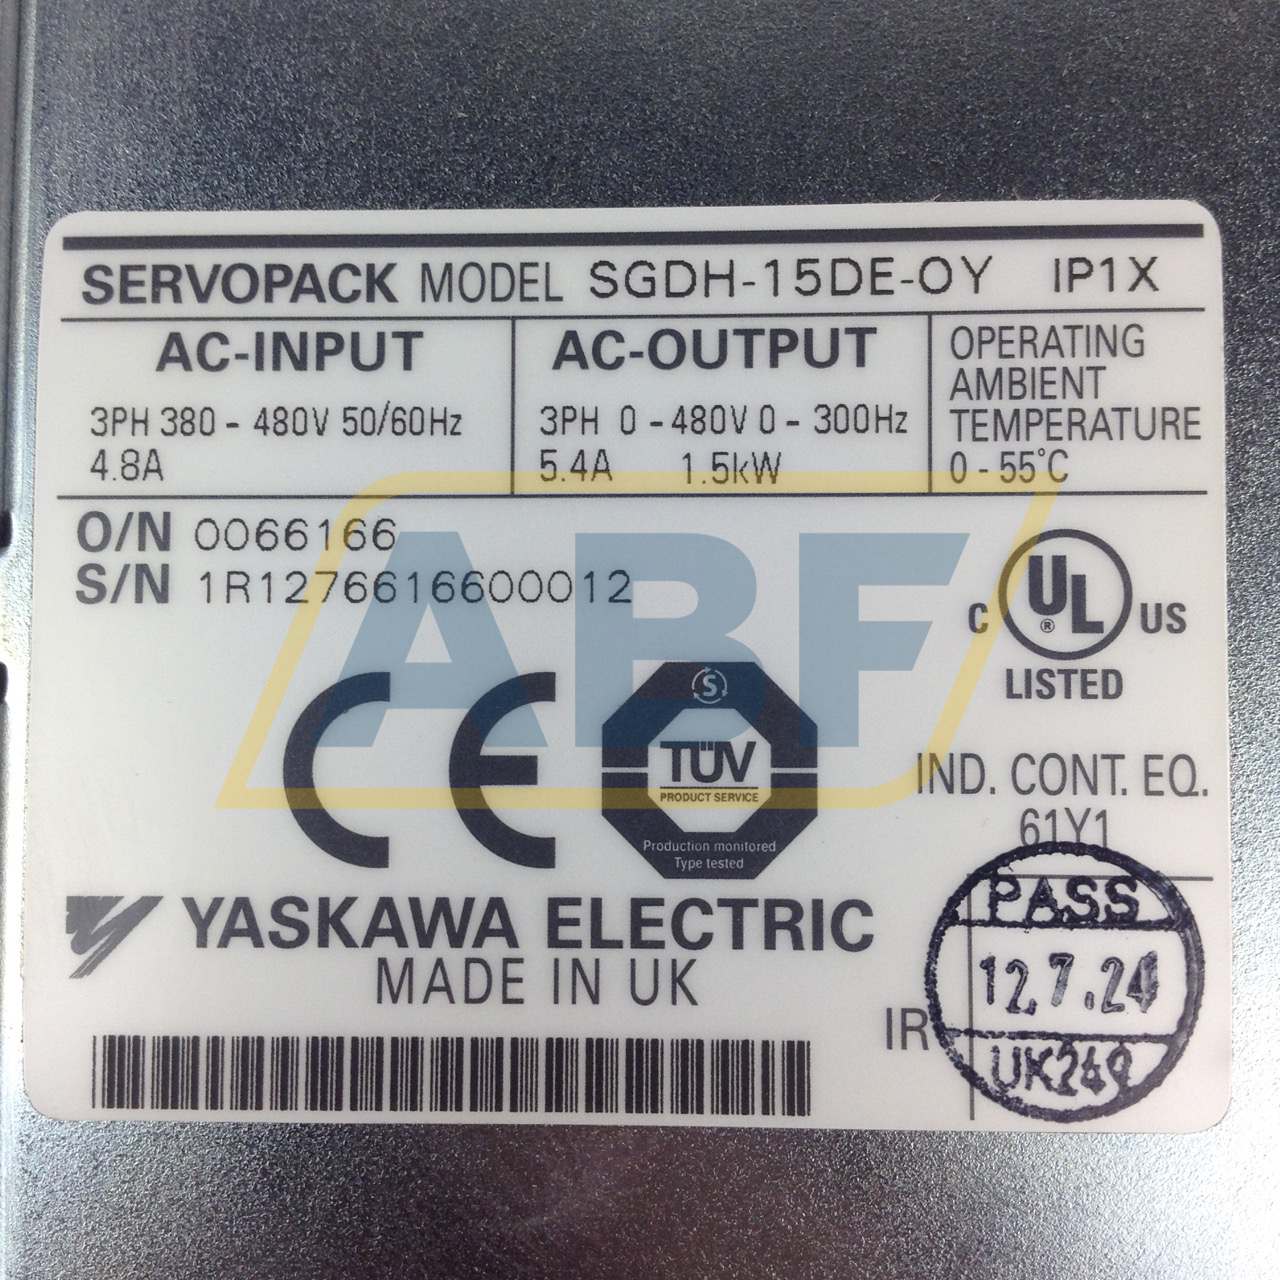 SERVOPACK MODEL SGDH-15DE-OY IP1X
AC-INPUT
3PH 380 - 480V 50/60Hz
4.8A
AC-OUTPUT
3PH 0 - 480V 0 - 300Hz
5.4A 1.5kW
OPERATING
AMBIENT
TEMPERATURE
0 - 55°C
O/N 0066166
S/N 1R1276616600012
ABF
C UL ® US
LISTED
CE
S
TÜV
PRODUCT SERVICE
Production monitored
Type tested
IND. CONT. EQ.
61Y1
YASKAWA ELECTRIC
MADE IN UK
IR
PASS
12.7.24
UK249